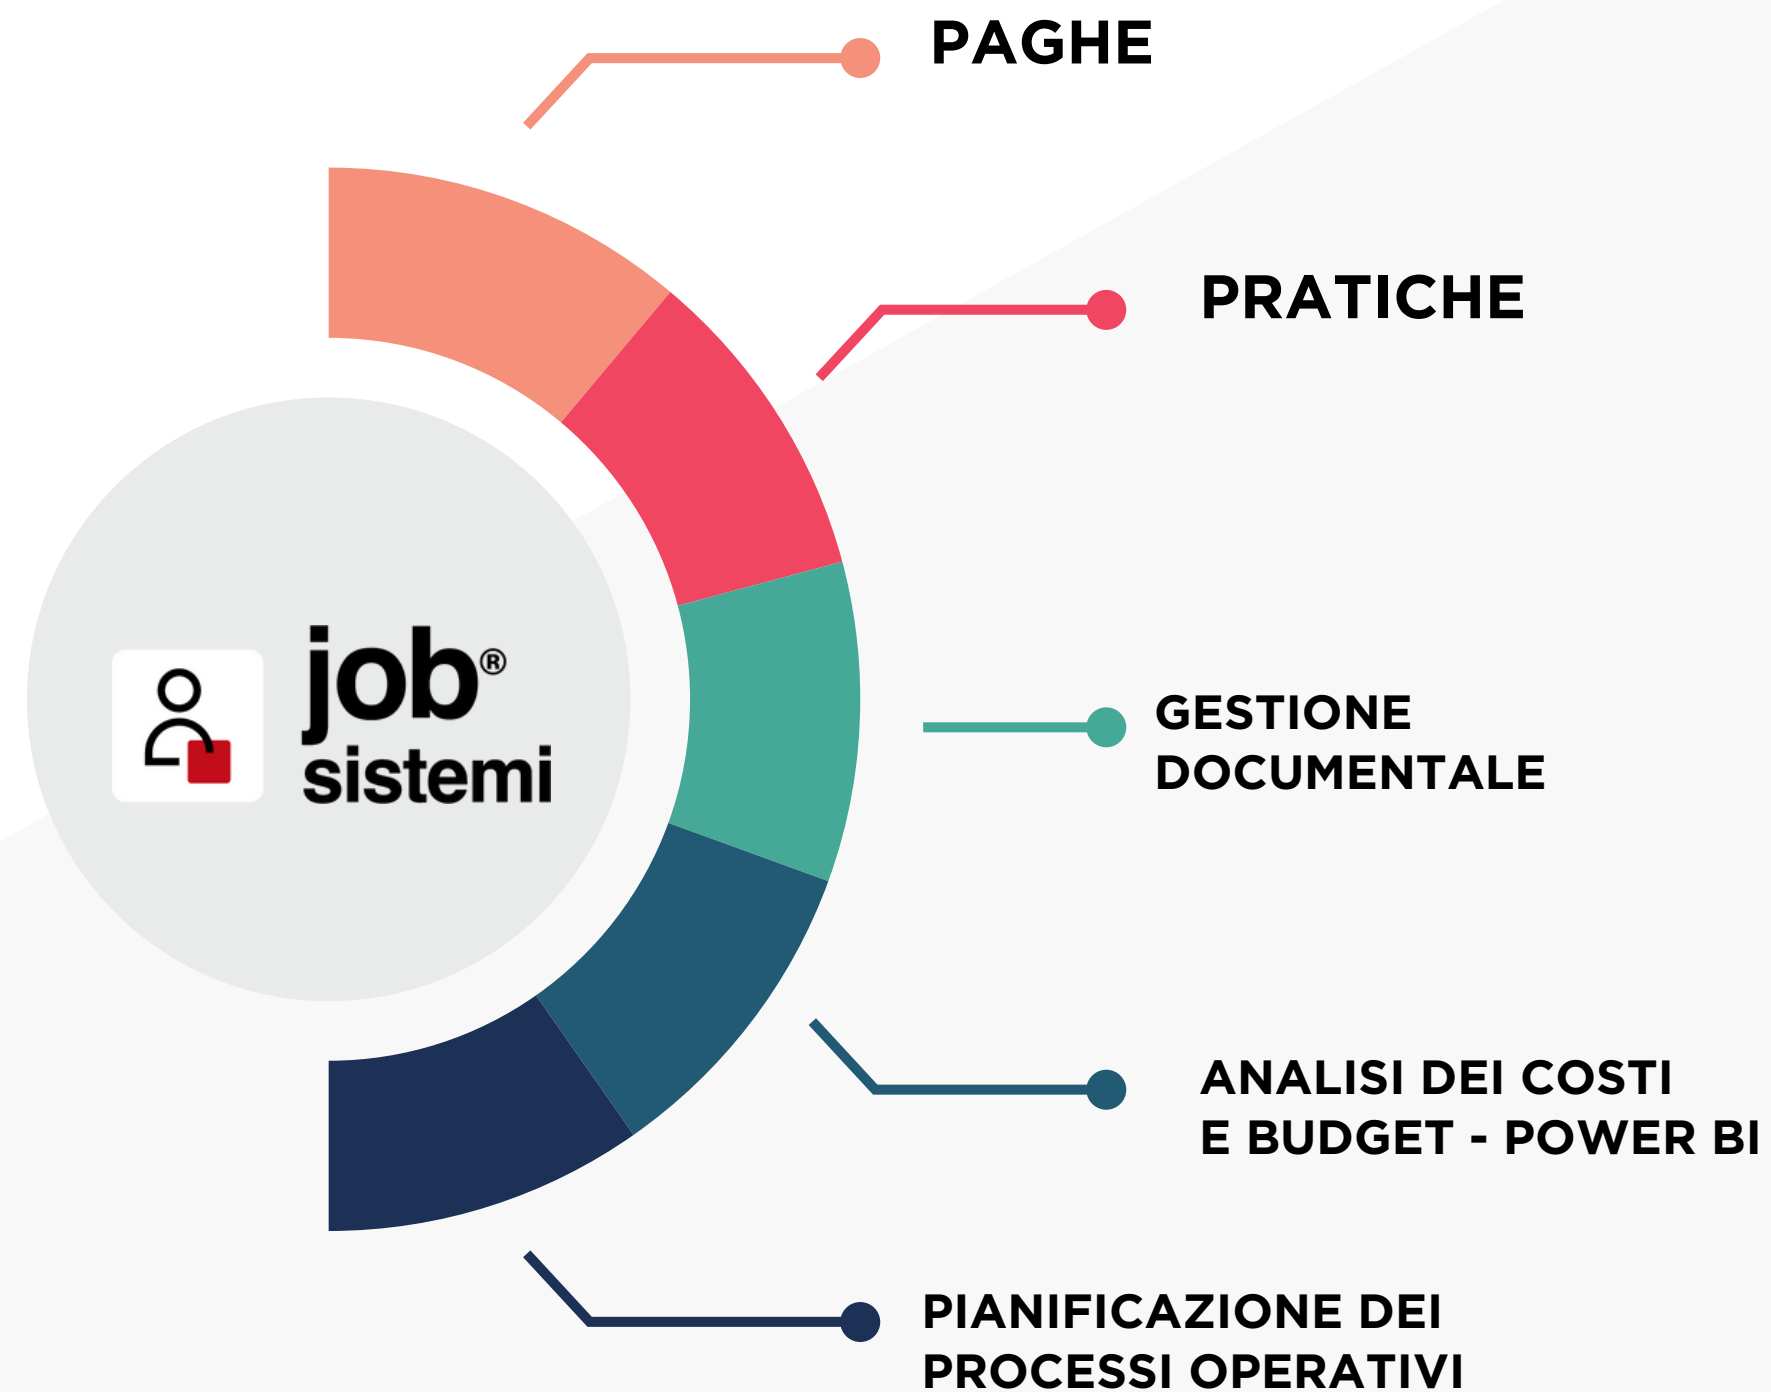 PAGHE
PRATICHE
job®
sistemi
GESTIONE
DOCUMENTALE
ANALISI DEI COSTI
E BUDGET - POWER BI
PIANIFICAZIONE DEI
PROCESSI OPERATIVI